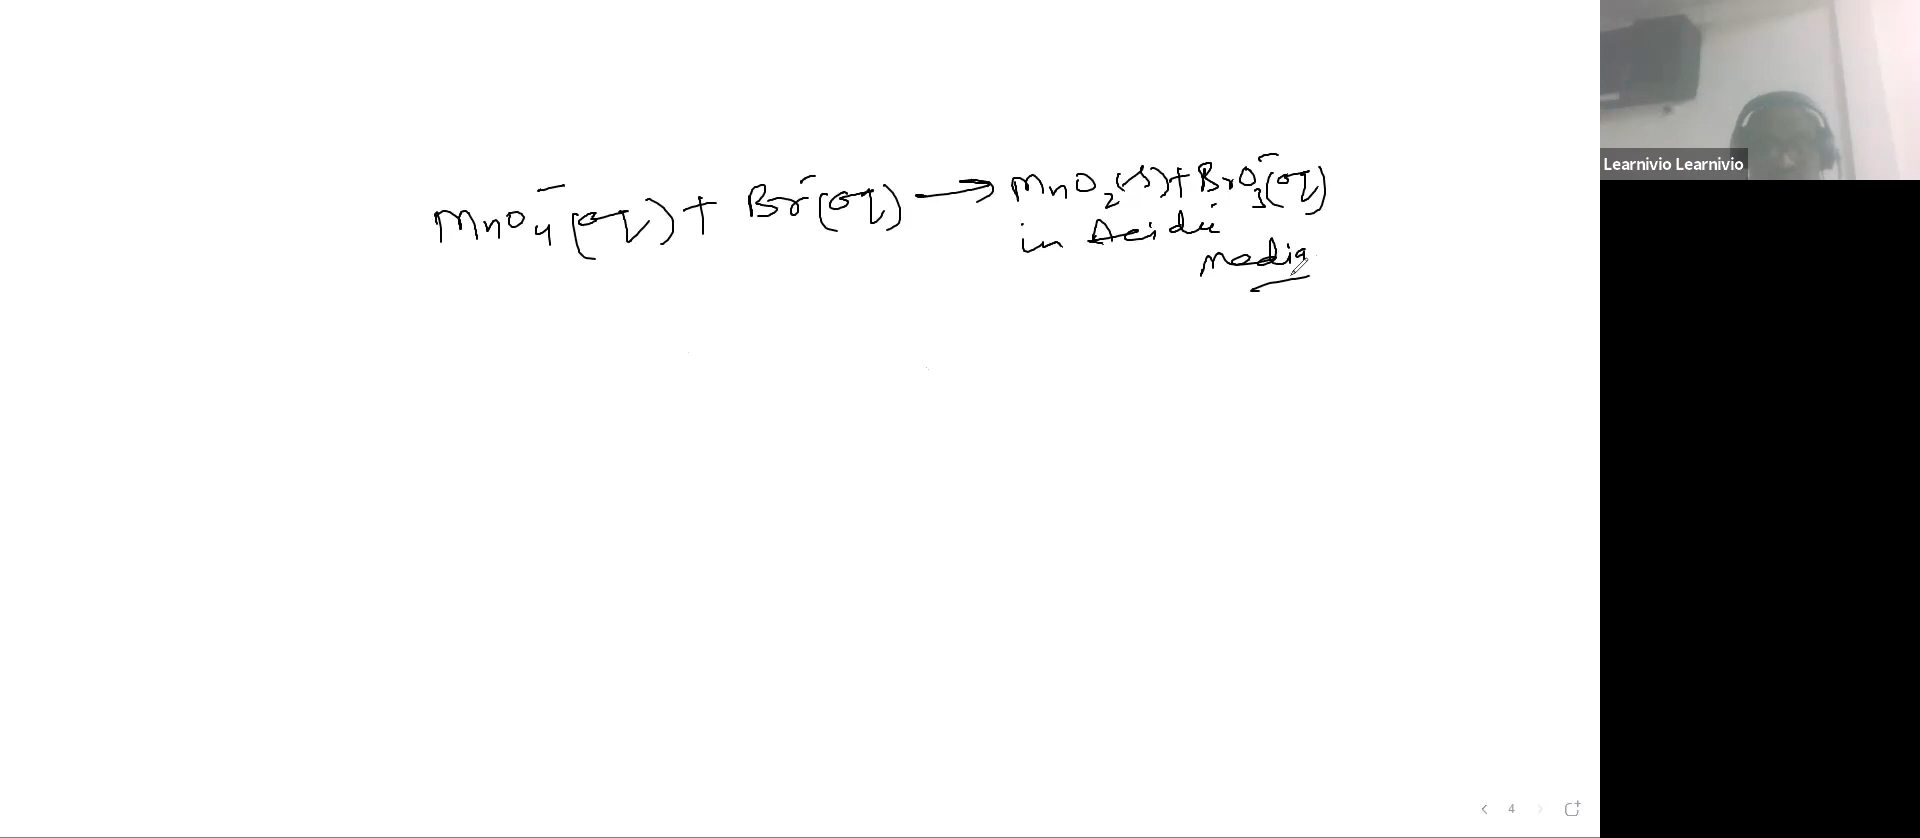 MnO₄⁻(aq) + Br⁻(aq) → MnO₂(s) + BrO₃⁻(aq)
in Acidic
media
Learnivio Learnivio
4